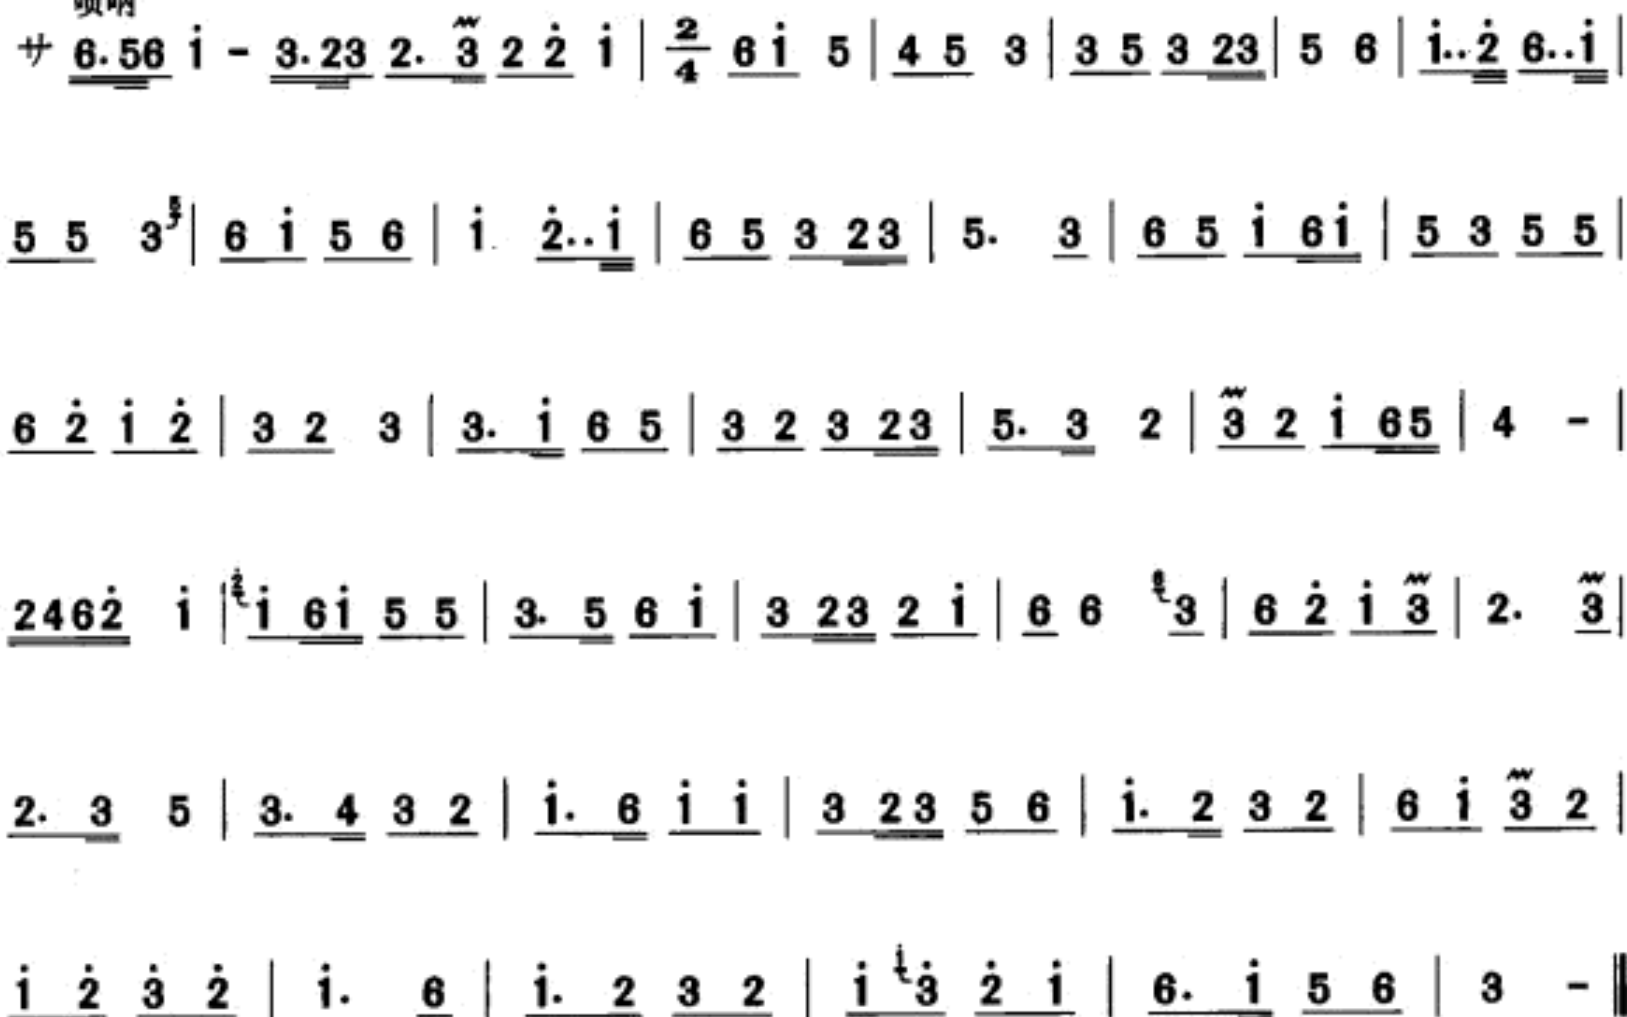 唢呐
サ 6.56 i̇ - 3.23 2. 3 2 2̇ i̇ | 2/4 6 i̇ 5 | 4 5 3 | 3 5 3 23 | 5 6 | i̇.. 2̇ 6.. i̇ |
5 5 3 | 6 i̇ 5 6 | i̇ 2̇.. i̇ | 6 5 3 23 | 5. 3 | 6 5 i̇ 6i̇ | 5 3 5 5 |
6 2̇ i̇ 2̇ | 3 2 3 | 3. i̇ 6 5 | 3 2 3 23 | 5. 3 2 | 3 2 i̇ 65 | 4 - |
2462̇ i̇ | 2̇ i̇ 6i̇ 5 5 | 3. 5 6 i̇ | 3 23 2 i̇ | 6 6 6 3 | 6 2̇ i̇ 3 | 2. 3 |
2. 3 5 | 3. 4 3 2 | i̇. 6 i̇ i̇ | 3 23 5 6 | i̇. 2 3 2 | 6 i̇ 3 2 |
i̇ 2̇ 3̇ 2̇ | i̇. 6 | i̇. 2 3 2 | i̇ i̇ 3̇ 2̇ i̇ | 6. i̇ 5 6 | 3 - ‖